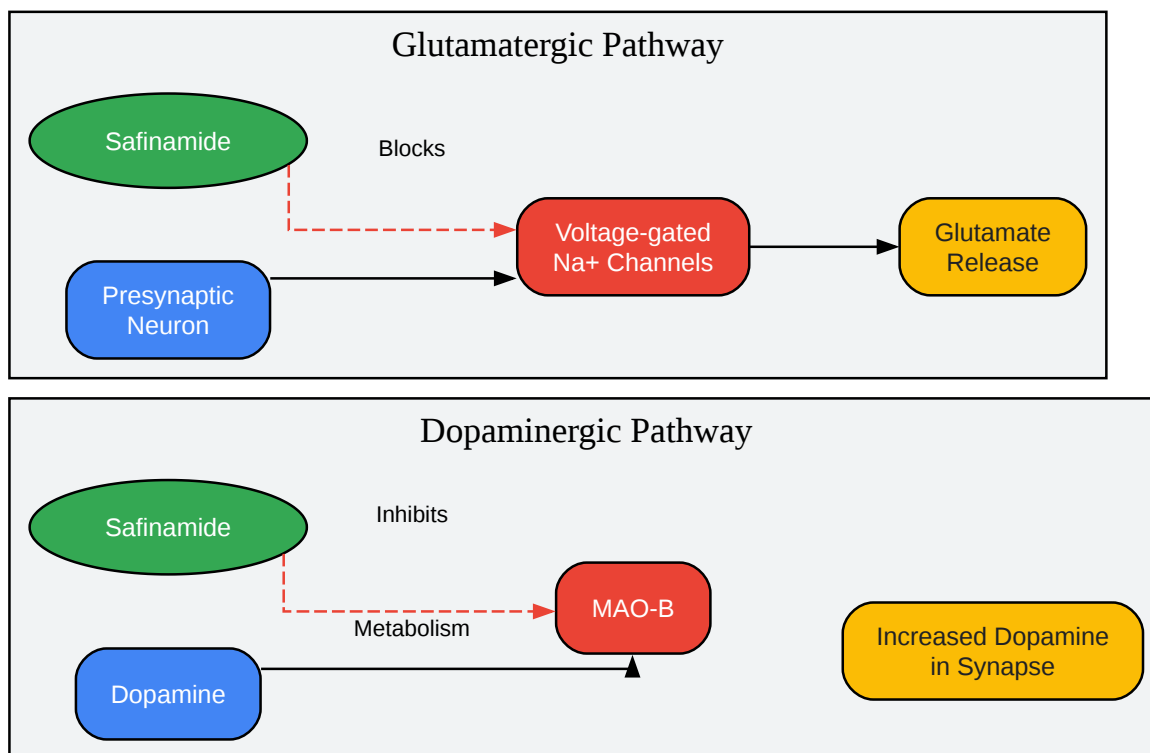 Glutamatergic Pathway
Safinamide
Blocks
Voltage-gated
Na+ Channels
Glutamate
Release
Presynaptic
Neuron
Dopaminergic Pathway
Safinamide
Inhibits
MAO-B
Metabolism
Increased Dopamine
in Synapse
Dopamine